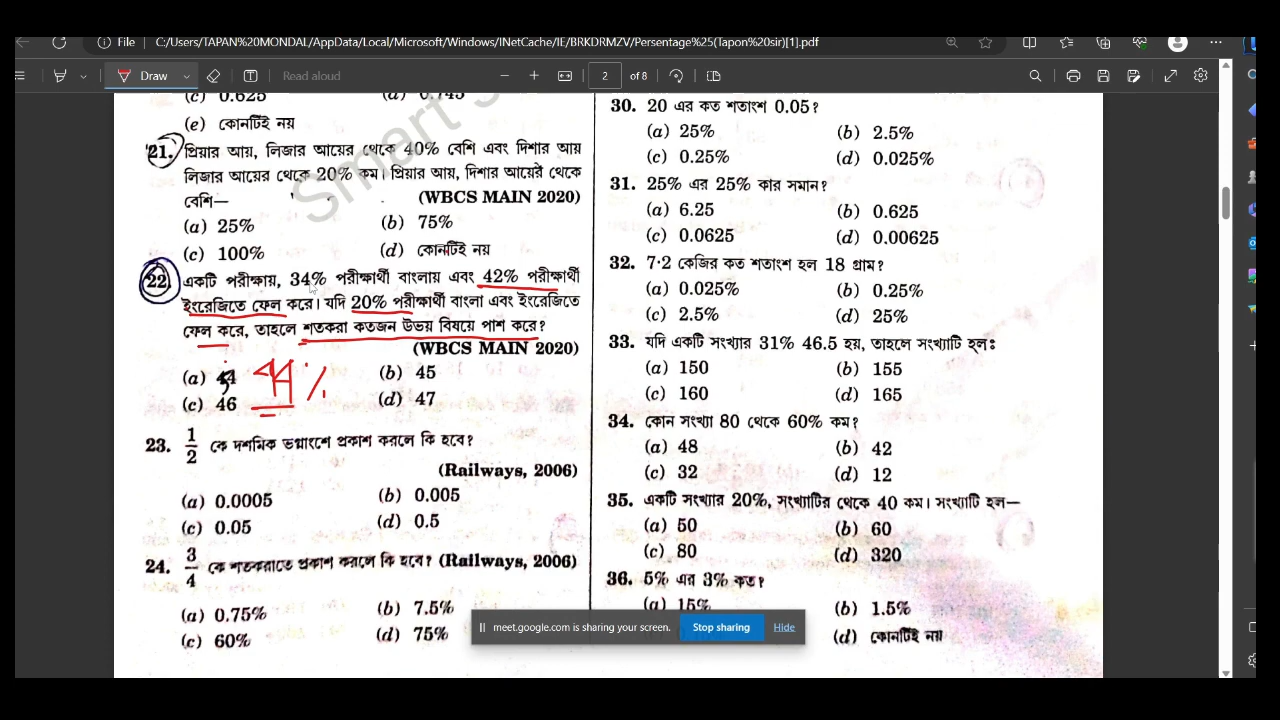 File C:/Users/TAPAN%20MONDAL/AppData/Local/Microsoft/Windows/INetCache/IE/BRKDRMZV/Persentage%25(Tapon%20sir)[1].pdf
Draw Read aloud 2 of 8
(c) 0.625 (d) 0.745
(e) কোনটিই নয়
21. প্রিয়ার আয়, লিজার আয়ের থেকে 40% বেশি এবং দিশার আয়
লিজার আয়ের থেকে 20% কম। প্রিয়ার আয়, দিশার আয়ের থেকে
বেশি—
(WBCS MAIN 2020)
(a) 25% (b) 75%
(c) 100% (d) কোনটিই নয়
22. একটি পরীক্ষায়, 34% পরীক্ষার্থী বাংলায় এবং 42% পরীক্ষার্থী
ইংরেজিতে ফেল করে। যদি 20% পরীক্ষার্থী বাংলা এবং ইংরেজিতে
ফেল করে, তাহলে শতকরা কতজন উভয় বিষয়ে পাশ করে?
(WBCS MAIN 2020)
(a) 44 44% (b) 45
(c) 46 (d) 47
23. 1/2 কে দশমিক ভগ্নাংশে প্রকাশ করলে কি হবে?
(Railways, 2006)
(a) 0.0005 (b) 0.005
(c) 0.05 (d) 0.5
24. 3/4 কে শতকরাতে প্রকাশ করলে কি হবে? (Railways, 2006)
(a) 0.75% (b) 7.5%
(c) 60% (d) 75%
Smart
30. 20 এর কত শতাংশ 0.05?
(a) 25% (b) 2.5%
(c) 0.25% (d) 0.025%
31. 25% এর 25% কার সমান?
(a) 6.25 (b) 0.625
(c) 0.0625 (d) 0.00625
32. 7·2 কেজির কত শতাংশ হল 18 গ্রাম?
(a) 0.025% (b) 0.25%
(c) 2.5% (d) 25%
33. যদি একটি সংখ্যার 31% 46.5 হয়, তাহলে সংখ্যাটি হলঃ
(a) 150 (b) 155
(c) 160 (d) 165
34. কোন সংখ্যা 80 থেকে 60% কম?
(a) 48 (b) 42
(c) 32 (d) 12
35. একটি সংখ্যার 20%, সংখ্যাটির থেকে 40 কম। সংখ্যাটি হল—
(a) 50 (b) 60
(c) 80 (d) 320
36. 5% এর 3% কত?
(a) 15% (b) 1.5%
(d) কোনটিই নয়
meet.google.com is sharing your screen. Stop sharing Hide